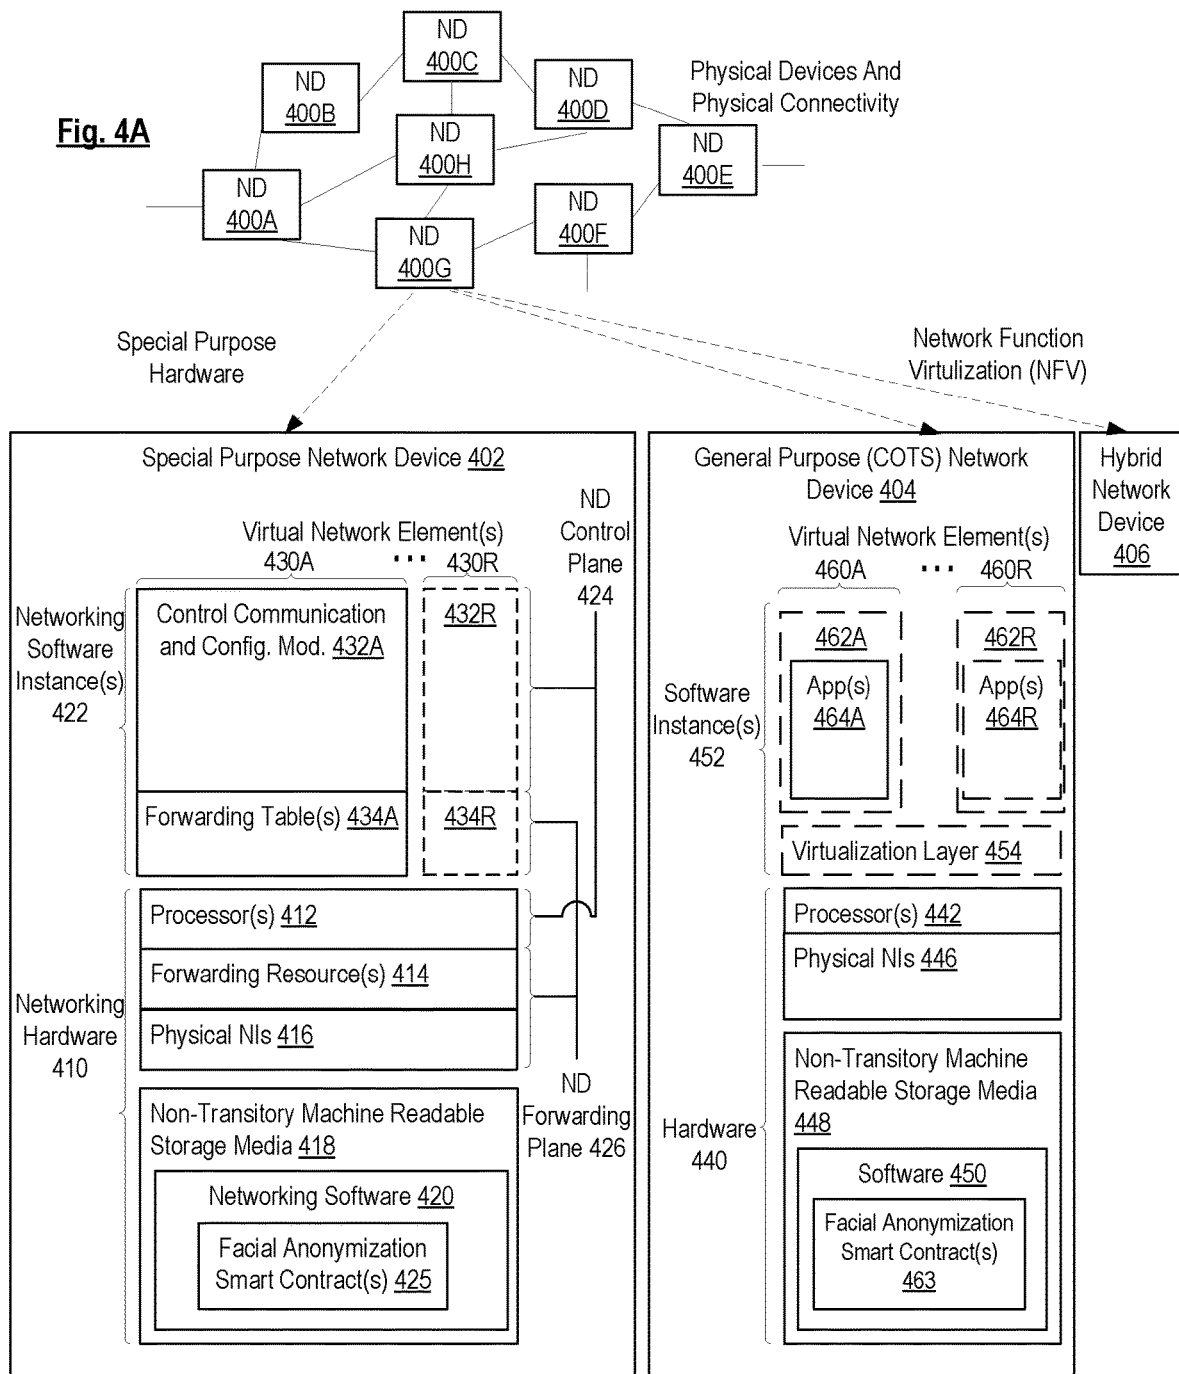 Fig. 4A
ND
400C
ND
400B
ND
400D
Physical Devices And
Physical Connectivity
ND
400H
ND
400E
ND
400A
ND
400F
ND
400G
Special Purpose
Hardware
Network Function
Virtulization (NFV)
Special Purpose Network Device 402
ND
Control
Plane
424
Virtual Network Element(s)
430A ... 430R
Networking
Software
Instance(s)
422
Control Communication
and Config. Mod. 432A
432R
Forwarding Table(s) 434A
434R
Networking
Hardware
410
Processor(s) 412
Forwarding Resource(s) 414
Physical NIs 416
ND
Forwarding
Plane 426
Non-Transitory Machine Readable
Storage Media 418
Networking Software 420
Facial Anonymization
Smart Contract(s) 425
General Purpose (COTS) Network
Device 404
Virtual Network Element(s)
460A ... 460R
Software
Instance(s)
452
462A
App(s)
464A
462R
App(s)
464R
Virtualization Layer 454
Hardware
440
Processor(s) 442
Physical NIs 446
Non-Transitory Machine
Readable Storage Media
448
Software 450
Facial Anonymization
Smart Contract(s)
463
Hybrid
Network
Device
406